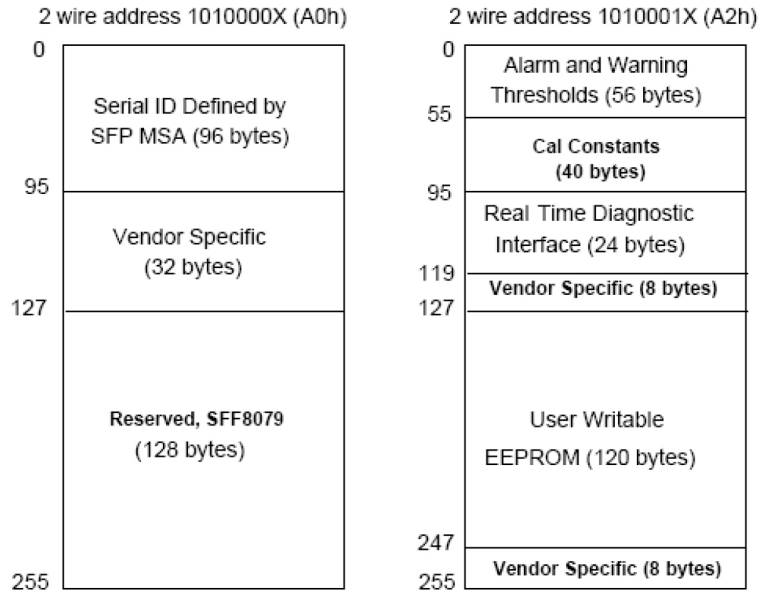 2 wire address 1010000X (A0h)
0
Serial ID Defined by
SFP MSA (96 bytes)
95
Vendor Specific
(32 bytes)
127
Reserved, SFF8079
(128 bytes)
255
2 wire address 1010001X (A2h)
0
Alarm and Warning
Thresholds (56 bytes)
55
Cal Constants
(40 bytes)
95
Real Time Diagnostic
Interface (24 bytes)
119
Vendor Specific (8 bytes)
127
User Writable
EEPROM (120 bytes)
247
Vendor Specific (8 bytes)
255